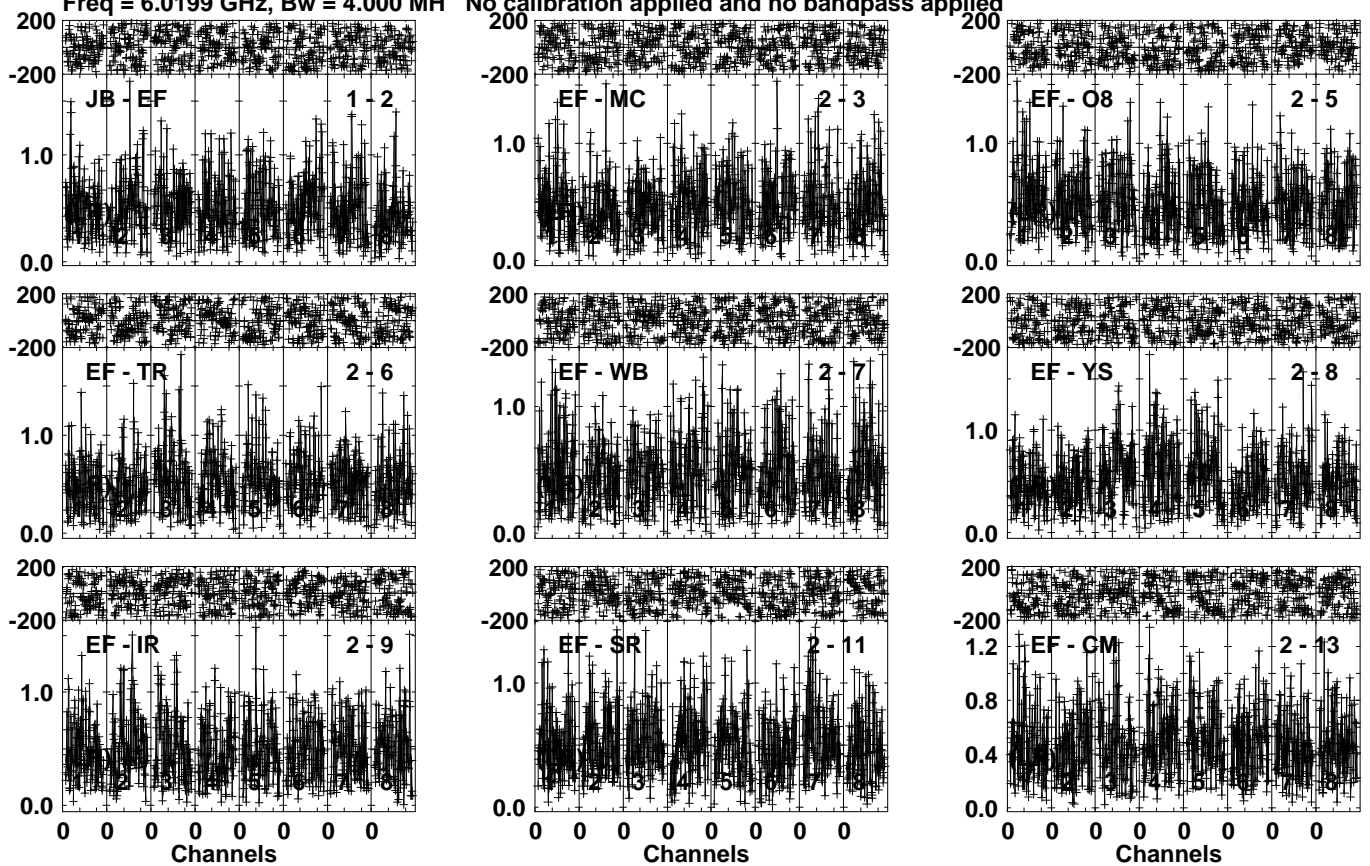 Freq = 6.0199 GHz, Bw = 4.000 MH No calibration applied and no bandpass applied
200 200 200
-200 -200 -200
JB - EF 1 - 2 EF - MC 2 - 3 EF - O8 2 - 5
1.0 1.0 1.0
0.0 0.0 0.0
200 200 200
-200 -200 -200
EF - TR 2 - 6 EF - WB 2 - 7 EF - YS 2 - 8
1.0 1.0 1.0
0.0 0.0 0.0
200 200 200
-200 -200 -200
EF - IR 2 - 9 EF - SR 2 - 11 EF - CM 2 - 13
1.2
1.0 1.0 0.8
0.4
0.0 0.0 0.0
0 0 0 0 0 0 0 0 0 0 0 0 0 0 0 0 0 0 0 0 0 0 0 0
Channels Channels Channels